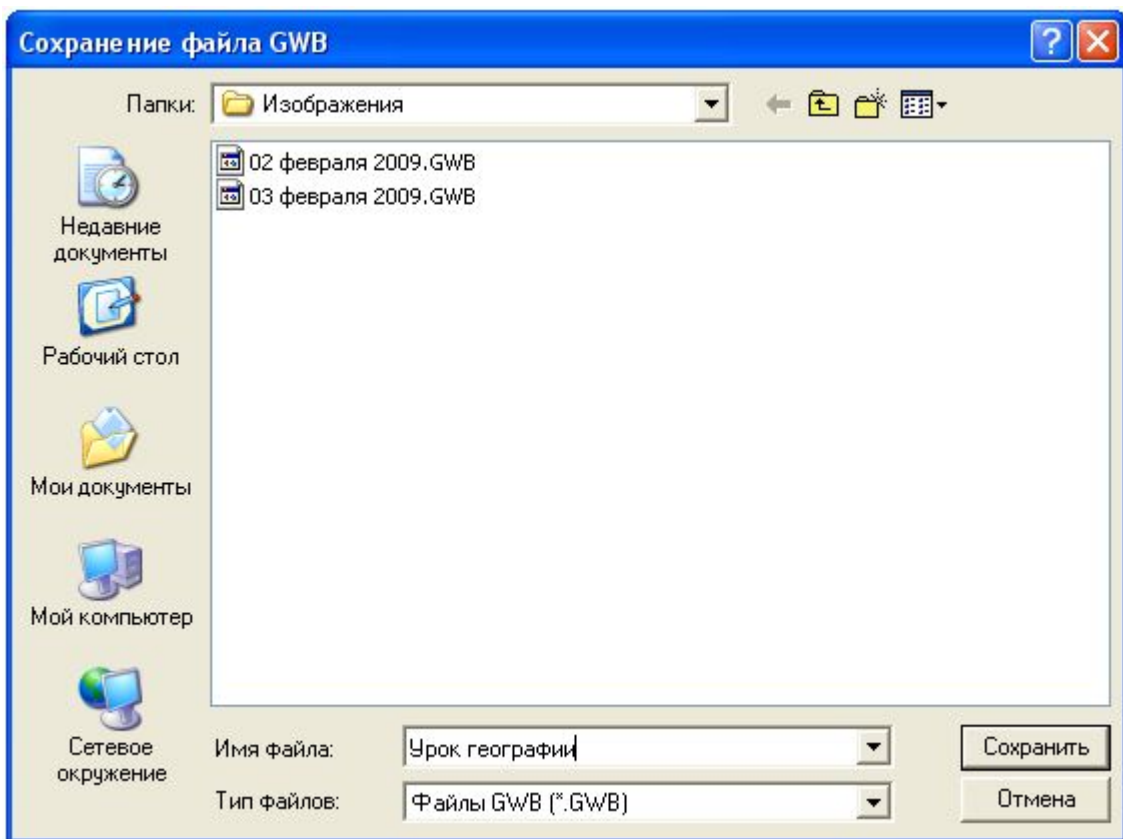 Сохранение файла GWB
Папки: Изображения
02 февраля 2009.GWB
03 февраля 2009.GWB
Недавние
документы
Рабочий стол
Мои документы
Мой компьютер
Сетевое
окружение
Имя файла: Урок географии Сохранить
Тип файлов: Файлы GWB (*.GWB) Отмена